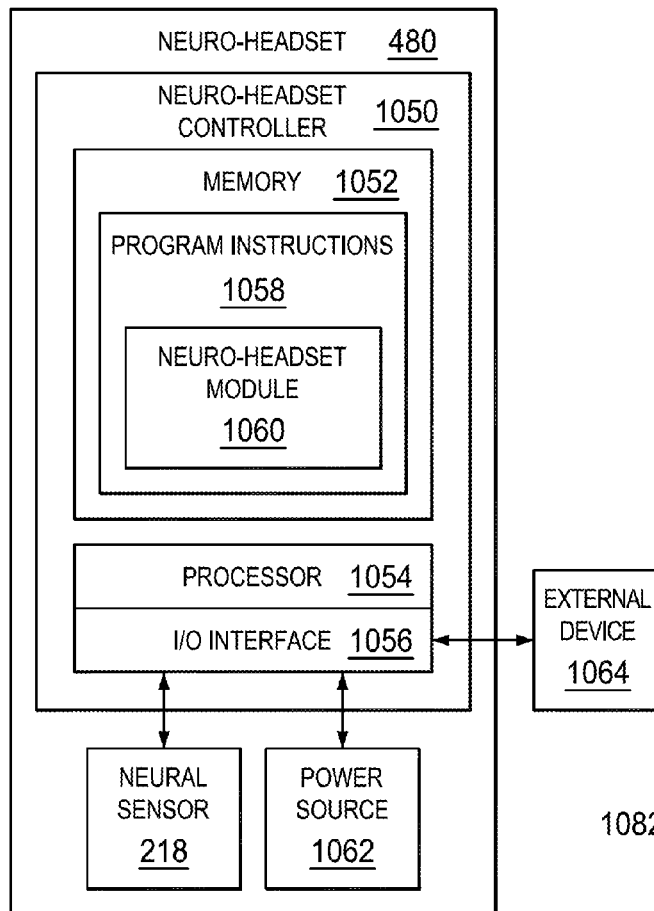 NEURO-HEADSET 480
NEURO-HEADSET
CONTROLLER 1050
MEMORY 1052
PROGRAM INSTRUCTIONS
1058
NEURO-HEADSET
MODULE
1060
PROCESSOR 1054
I/O INTERFACE 1056
EXTERNAL
DEVICE
1064
NEURAL
SENSOR
218
POWER
SOURCE
1062
1082